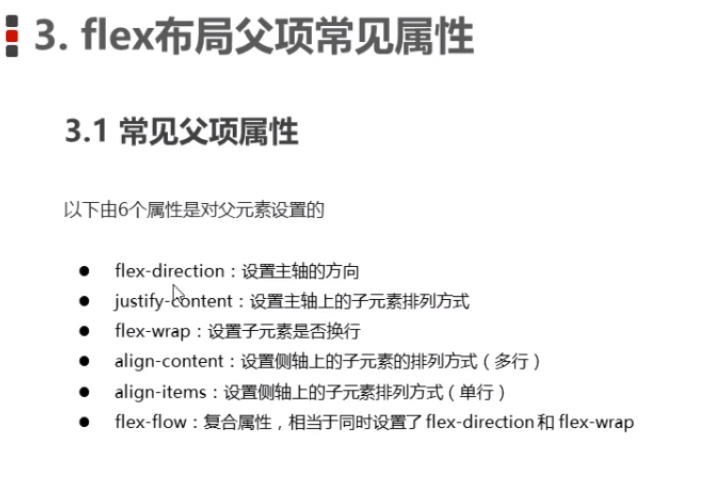 3. flex布局父项常见属性
3.1 常见父项属性
以下由6个属性是对父元素设置的
● flex-direction：设置主轴的方向
● justify-content：设置主轴上的子元素排列方式
● flex-wrap：设置子元素是否换行
● align-content：设置侧轴上的子元素的排列方式（多行）
● align-items：设置侧轴上的子元素排列方式（单行）
● flex-flow：复合属性，相当于同时设置了 flex-direction 和 flex-wrap